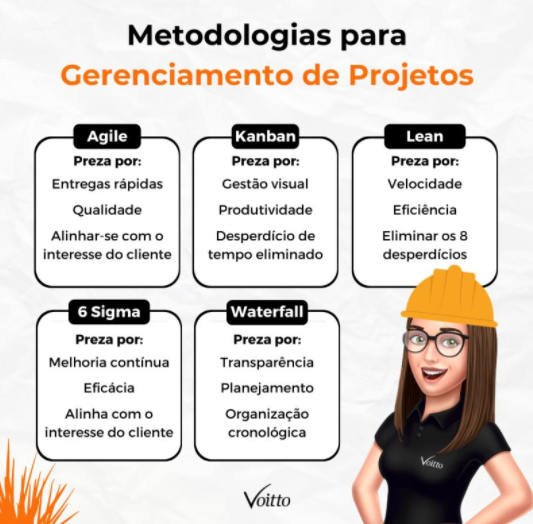 Metodologias para
Gerenciamento de Projetos
Agile
Preza por:
Entregas rápidas
Qualidade
Alinhar-se com o
interesse do cliente
Kanban
Preza por:
Gestão visual
Produtividade
Desperdício de
tempo eliminado
Lean
Preza por:
Velocidade
Eficiência
Eliminar os 8
desperdícios
6 Sigma
Preza por:
Melhoria contínua
Eficácia
Alinha com o
interesse do cliente
Waterfall
Preza por:
Transparência
Planejamento
Organização
cronológica
Voitto
Voitto